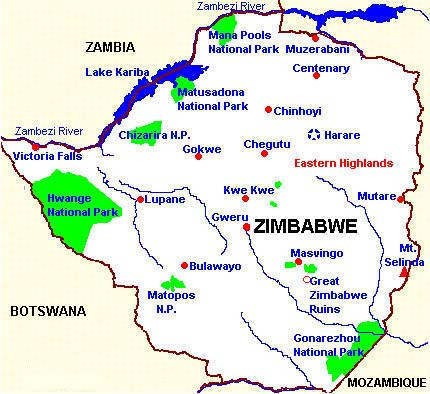 Zambezi River
Mana Pools
National Park
ZAMBIA
Muzerabani
Lake Kariba
Centenary
Matusadona
National Park
Chinhoyi
Zambezi River
Chizarira N.P.
Harare
Chegutu
Victoria Falls
Gokwe
Eastern Highlands
Hwange
National Park
Lupane
Kwe Kwe
Mutare
Gweru
ZIMBABWE
Mt.
Selinda
Masvingo
Bulawayo
Great
Zimbabwe
Ruins
Matopos
N.P.
BOTSWANA
Gonarezhou
National Park
MOZAMBIQUE